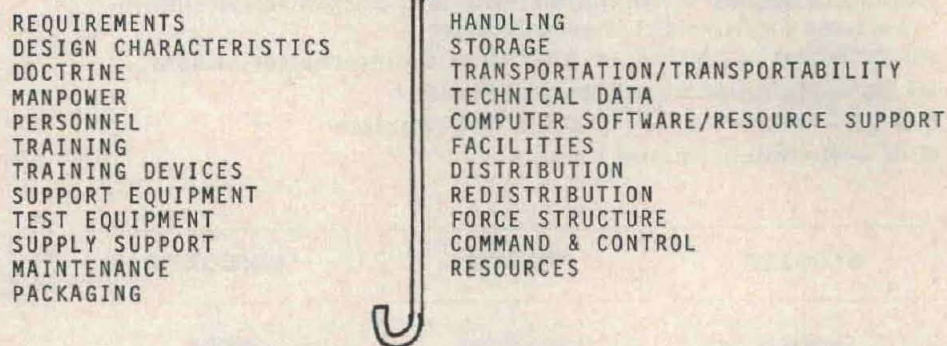 REQUIREMENTS
DESIGN CHARACTERISTICS
DOCTRINE
MANPOWER
PERSONNEL
TRAINING
TRAINING DEVICES
SUPPORT EQUIPMENT
TEST EQUIPMENT
SUPPLY SUPPORT
MAINTENANCE
PACKAGING
HANDLING
STORAGE
TRANSPORTATION/TRANSPORTABILITY
TECHNICAL DATA
COMPUTER SOFTWARE/RESOURCE SUPPORT
FACILITIES
DISTRIBUTION
REDISTRIBUTION
FORCE STRUCTURE
COMMAND & CONTROL
RESOURCES